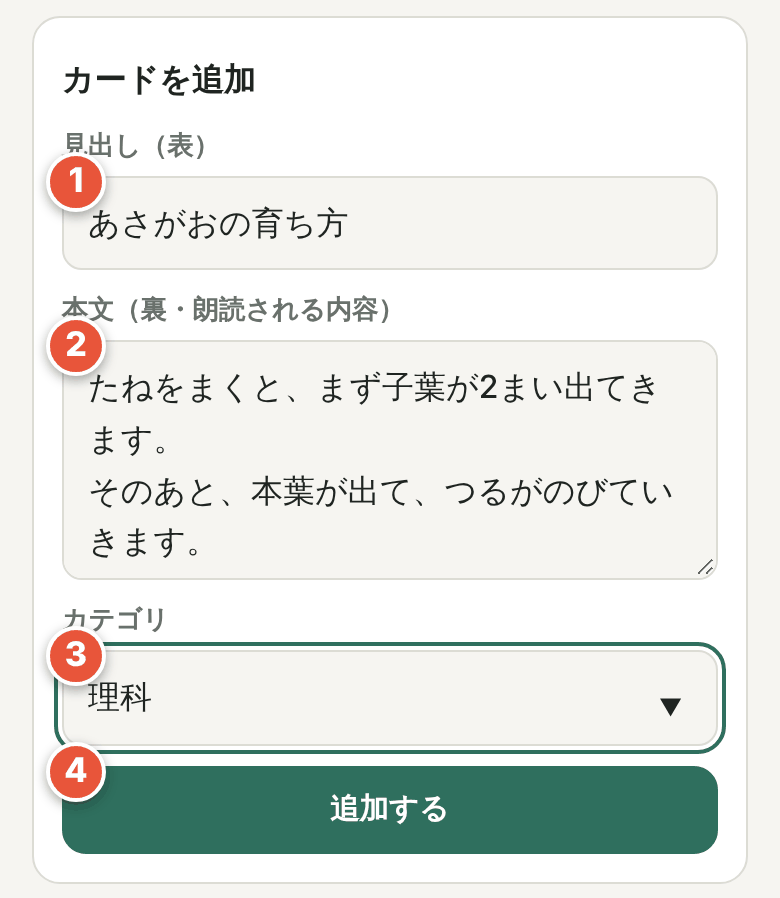 カードを追加
見出し（表）
1
あさがおの育ち方
本文（裏・朗読される内容）
2
たねをまくと、まず子葉が2まい出てき
ます。
そのあと、本葉が出て、つるがのびてい
きます。
カテゴリ
3
理科
▼
4
追加する